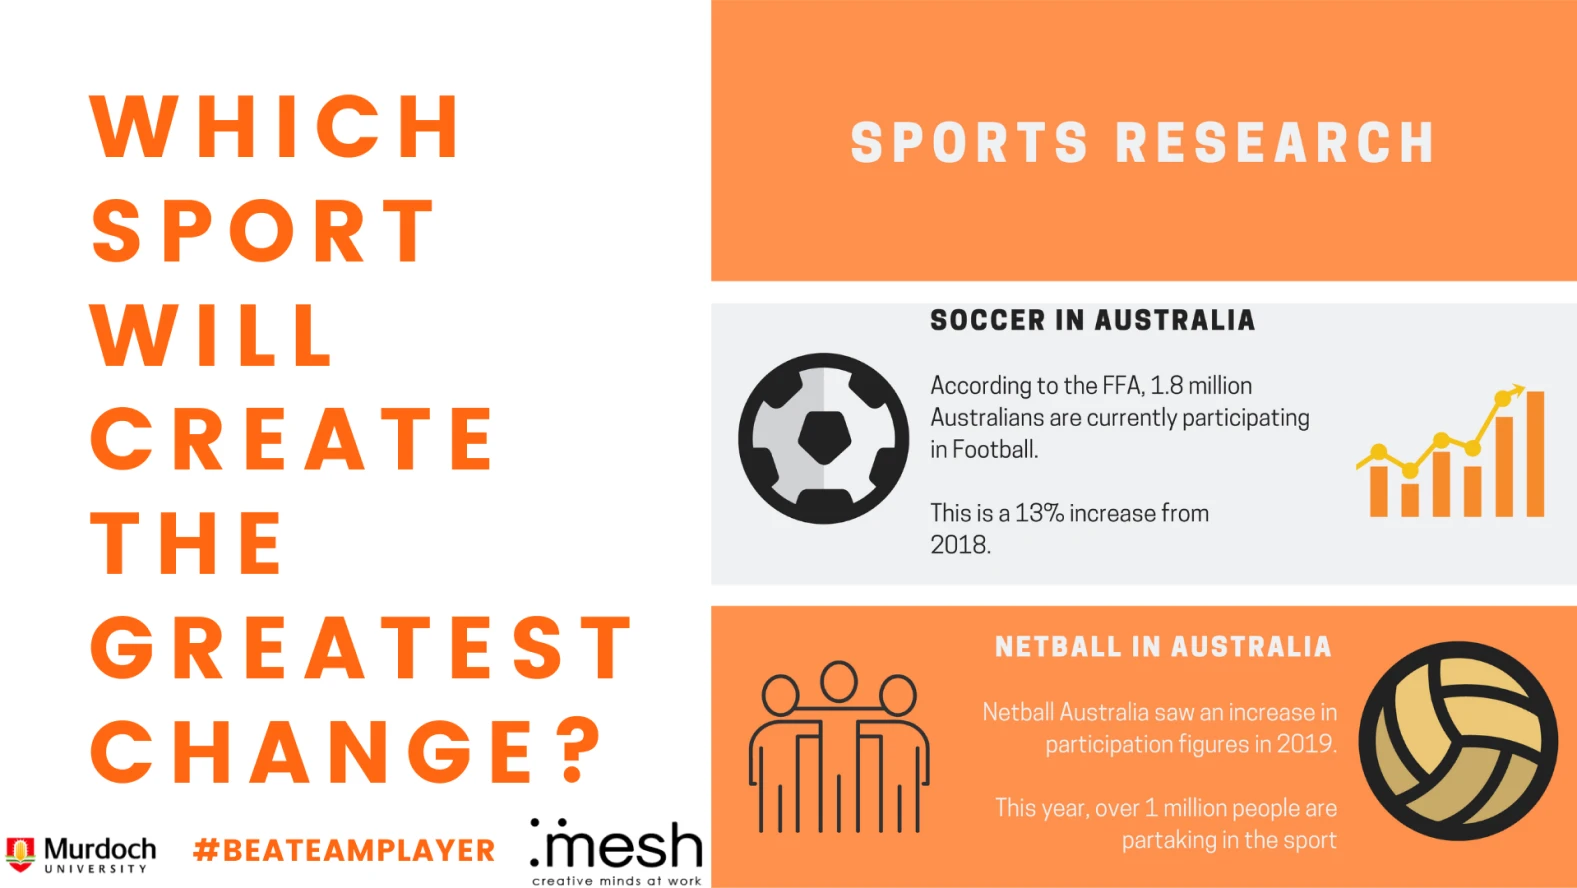 WHICH
SPORT
WILL
CREATE
THE
GREATEST
CHANGE?
Murdoch
UNIVERSITY
#BEATEAMPLAYER
mesh
creative minds at work
SPORTS RESEARCH
SOCCER IN AUSTRALIA
According to the FFA, 1.8 million
Australians are currently participating
in Football.
This is a 13% increase from
2018.
NETBALL IN AUSTRALIA
Netball Australia saw an increase in
participation figures in 2019.
This year, over 1 million people are
partaking in the sport